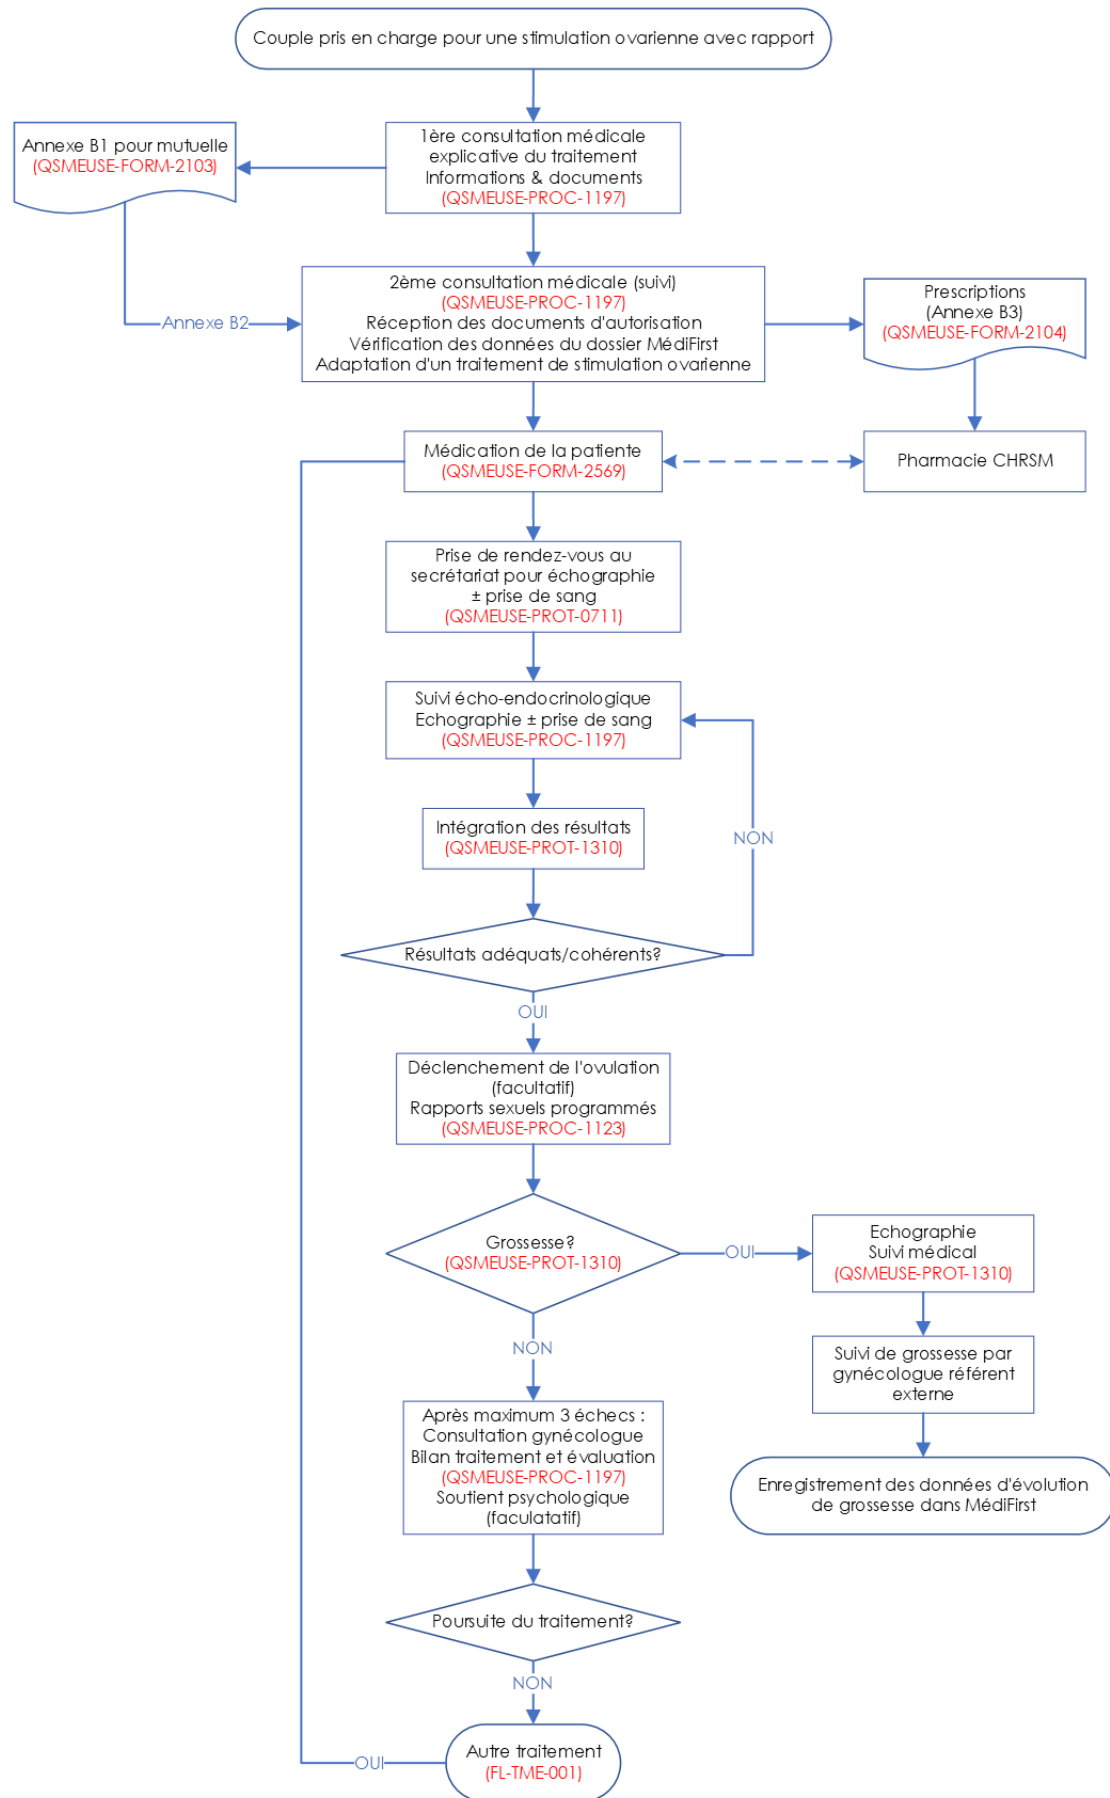 Couple pris en charge pour une stimulation ovarienne avec rapport
1ère consultation médicale
explicative du traitement
Informations & documents
(QSMEUSE-PROC-1197)
Annexe B1 pour mutuelle
(QSMEUSE-FORM-2103)
Annexe B2
2ème consultation médicale (suivi)
(QSMEUSE-PROC-1197)
Réception des documents d'autorisation
Vérification des données du dossier MédiFirst
Adaptation d'un traitement de stimulation ovarienne
Prescriptions
(Annexe B3)
(QSMEUSE-FORM-2104)
Médication de la patiente
(QSMEUSE-FORM-2569)
Pharmacie CHRSM
Prise de rendez-vous au
secrétariat pour échographie
± prise de sang
(QSMEUSE-PROT-0711)
Suivi écho-endocrinologique
Echographie ± prise de sang
(QSMEUSE-PROC-1197)
Intégration des résultats
(QSMEUSE-PROT-1310)
NON
Résultats adéquats/cohérents?
OUI
Déclenchement de l'ovulation
(facultatif)
Rapports sexuels programmés
(QSMEUSE-PROC-1123)
Grossesse?
(QSMEUSE-PROT-1310)
OUI
Echographie
Suivi médical
(QSMEUSE-PROT-1310)
NON
Suivi de grossesse par
gynécologue référent
externe
Après maximum 3 échecs :
Consultation gynécologue
Bilan traitement et évaluation
(QSMEUSE-PROC-1197)
Soutient psychologique
(faculatatif)
Enregistrement des données d'évolution
de grossesse dans MédiFirst
Poursuite du traitement?
NON
Autre traitement
(FL-TME-001)
OUI